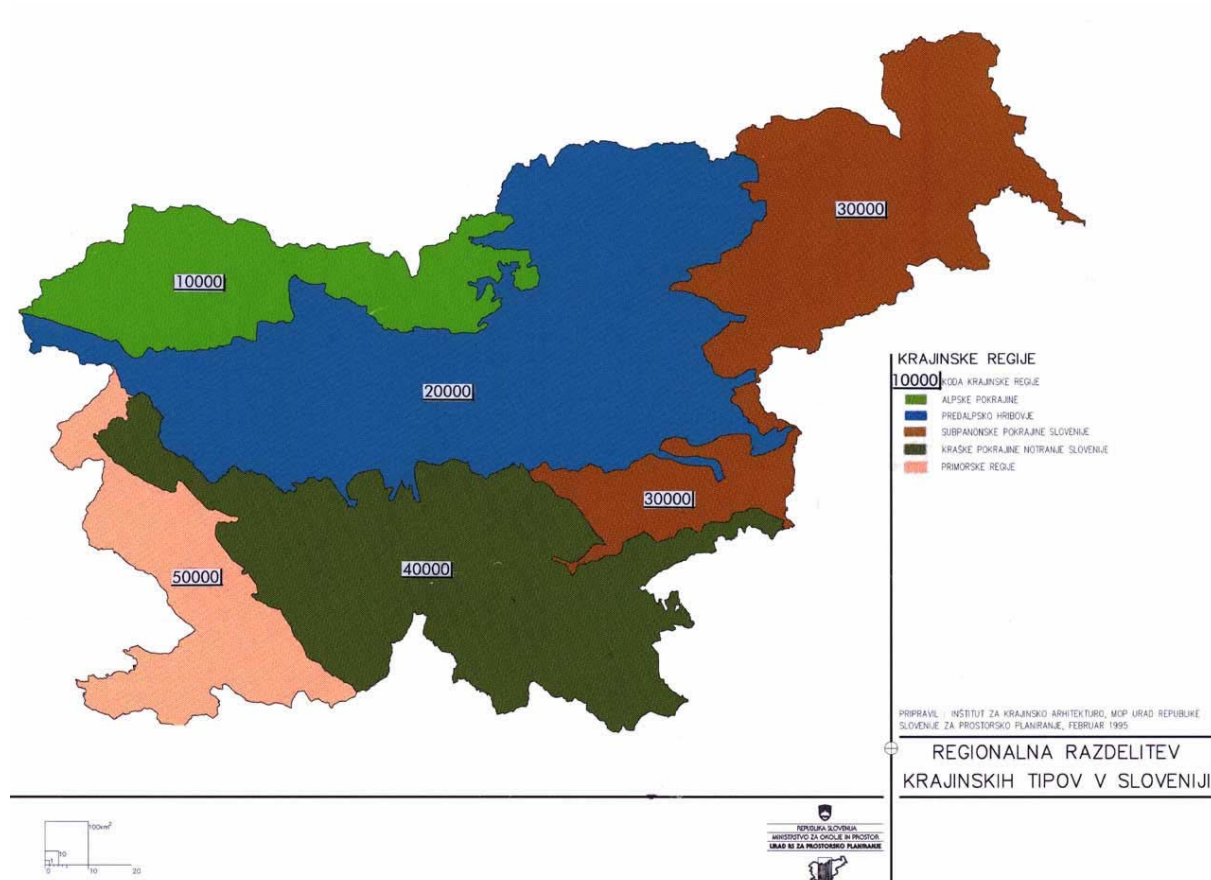 10000
30000
20000
30000
40000
50000
KRAJINSKE REGIJE
10000 KODA KRAJINSKE REGIJE
ALPSKE POKRAJINE
PREDALPSKO HRIBOVJE
SUBPANONSKE POKRAJINE SLOVENIJE
KRAŠKE POKRAJINE NOTRANJE SLOVENIJE
PRIMORSKE REGIJE
PRIPRAVIL : INŠTITUT ZA KRAJINSKO ARHITEKTURO, MOP URAD REPUBLIKE
SLOVENIJE ZA PROSTORSKO PLANIRANJE, FEBRUAR 1995
REGIONALNA RAZDELITEV
KRAJINSKIH TIPOV V SLOVENIJI
100km²
10
1
0 10 20
REPUBLIKA SLOVENIJA
MINISTRSTVO ZA OKOLJE IN PROSTOR
URAD RS ZA PROSTORSKO PLANIRANJE